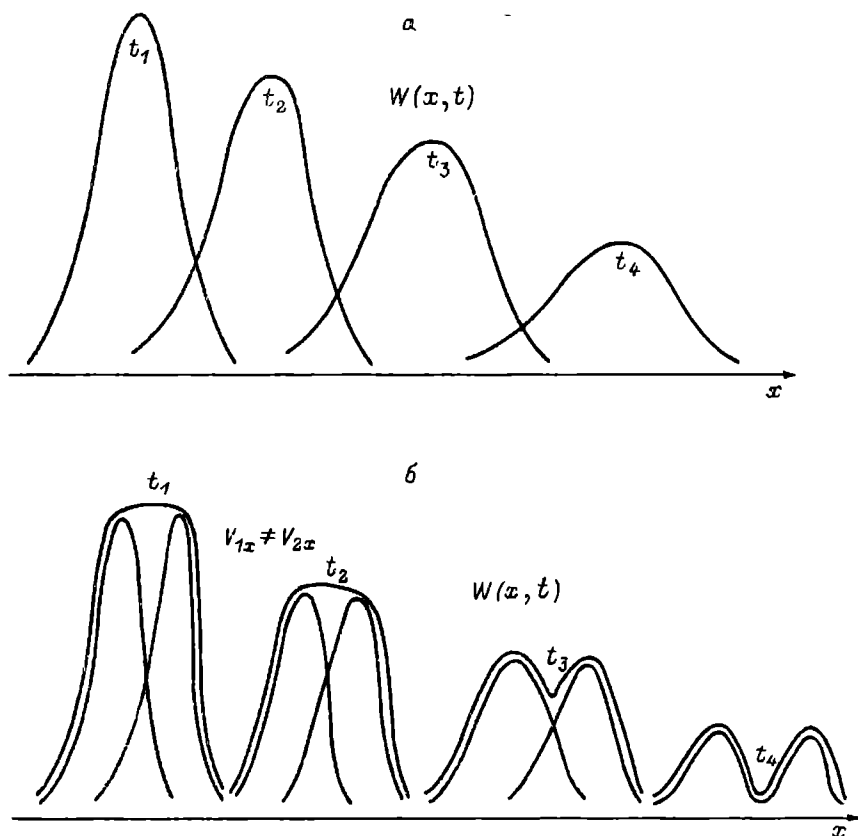 а
t₁
t₂
W(x,t)
t₃
t₄
x
б
t₁
V₁ₓ ≠ V₂ₓ
t₂
W(x,t)
t₃
t₄
x